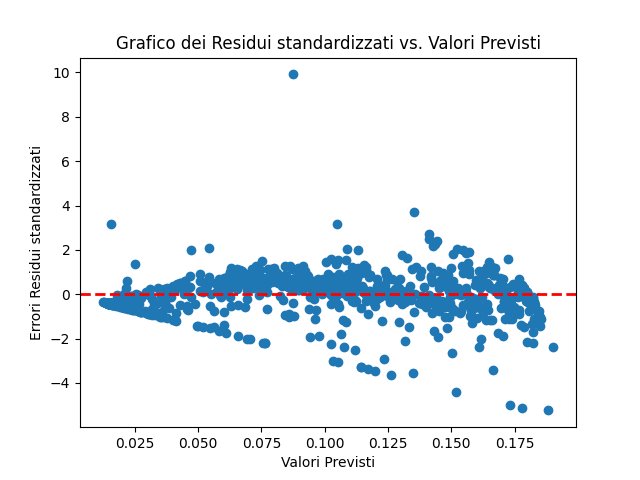 Grafico dei Residui standardizzati vs. Valori Previsti
10
8
6
4
2
0
−2
−4
Errori Residui standardizzati
0.025 0.050 0.075 0.100 0.125 0.150 0.175
Valori Previsti